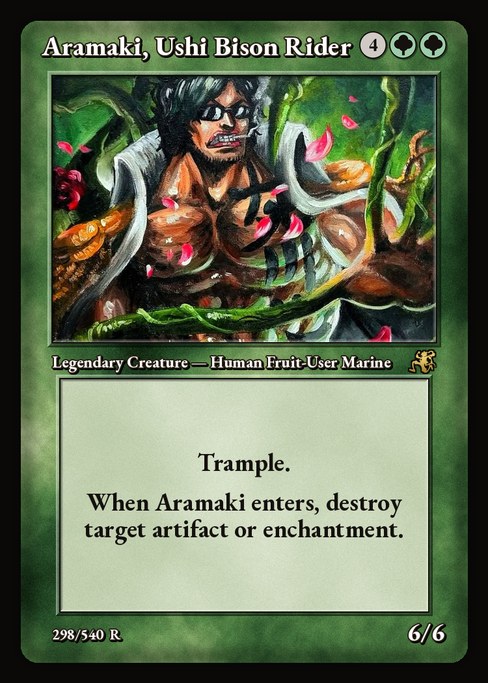 Aramaki, Ushi Bison Rider 4
Legendary Creature — Human Fruit-User Marine
Trample.
When Aramaki enters, destroy
target artifact or enchantment.
298/540 R
6/6